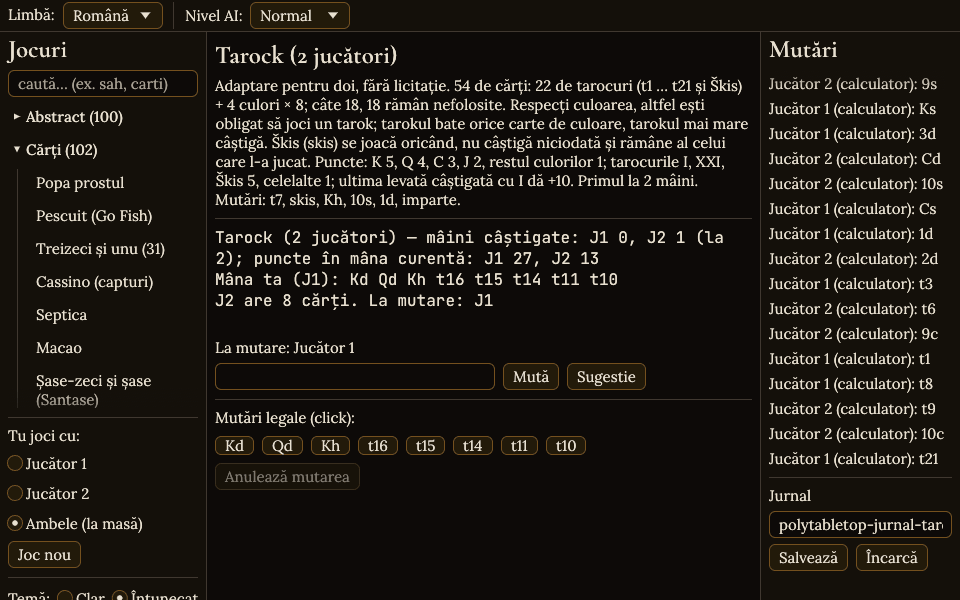 Limbă: Română ▼ Nivel AI: Normal ▼
Jocuri
caută... (ex. sah, carti)
▸ Abstract (100)
▾ Cărți (102)
Popa prostul
Pescuit (Go Fish)
Treizeci și unu (31)
Cassino (capturi)
Septica
Macao
Șase-zeci și șase
(Santase)
Tu joci cu:
Jucător 1
Jucător 2
Ambele (la masă)
Joc nou
Temă: Clar Întunecat
Tarock (2 jucători)
Adaptare pentru doi, fără licitație. 54 de cărți: 22 de tarocuri (t1 ... t21 și Škis)
+ 4 culori × 8; câte 18, 18 rămân nefolosite. Respecți culoarea, altfel ești
obligat să joci un tarok; tarokul bate orice carte de culoare, tarokul mai mare
câștigă. Škis (skis) se joacă oricând, nu câștigă niciodată și rămâne al celui
care l-a jucat. Puncte: K 5, Q 4, C 3, J 2, restul culorilor 1; tarocurile I, XXI,
Škis 5, celelalte 1; ultima levată câștigată cu I dă +10. Primul la 2 mâini.
Mutări: t7, skis, Kh, 10s, 1d, imparte.
Tarock (2 jucători) — mâini câștigate: J1 0, J2 1 (la
2); puncte în mâna curentă: J1 27, J2 13
Mâna ta (J1): Kd Qd Kh t16 t15 t14 t11 t10
J2 are 8 cărți. La mutare: J1
La mutare: Jucător 1
Mută Sugestie
Mutări legale (click):
Kd Qd Kh t16 t15 t14 t11 t10
Anulează mutarea
Mutări
Jucător 2 (calculator): 9s
Jucător 1 (calculator): Ks
Jucător 1 (calculator): 3d
Jucător 2 (calculator): Cd
Jucător 2 (calculator): 10s
Jucător 1 (calculator): Cs
Jucător 1 (calculator): 1d
Jucător 2 (calculator): 2d
Jucător 1 (calculator): t3
Jucător 2 (calculator): t6
Jucător 2 (calculator): 9c
Jucător 1 (calculator): t1
Jucător 1 (calculator): t8
Jucător 2 (calculator): t9
Jucător 2 (calculator): 10c
Jucător 1 (calculator): t21
Jurnal
polytabletop-jurnal-taro
Salvează Încarcă